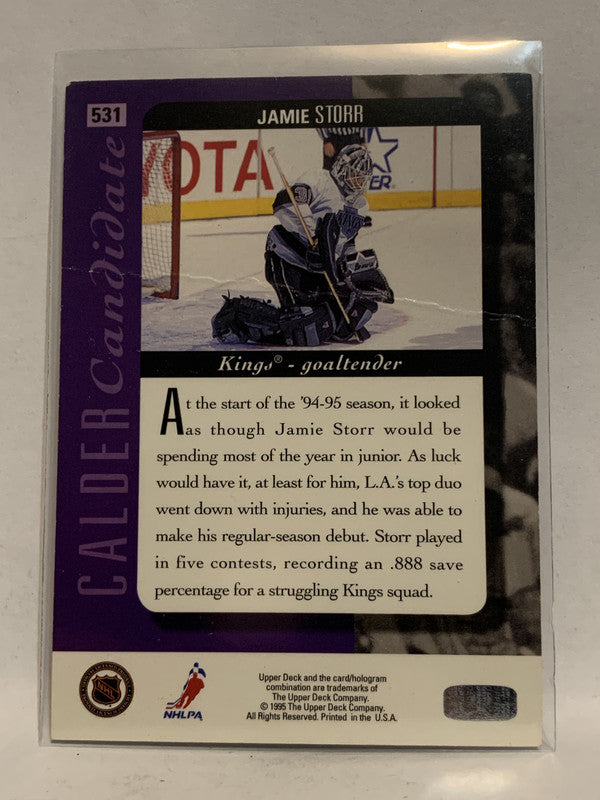 531
JAMIE STORR
YOTA
CALDER Candidate
Kings® - goaltender
At the start of the '94-95 season, it looked
as though Jamie Storr would be
spending most of the year in junior. As luck
would have it, at least for him, L.A.'s top duo
went down with injuries, and he was able to
make his regular-season debut. Storr played
in five contests, recording an .888 save
percentage for a struggling Kings squad.
NHL
NHLPA
Upper Deck and the card/hologram
combination are trademarks of
The Upper Deck Company.
© 1995 The Upper Deck Company.
All Rights Reserved. Printed in the U.S.A.